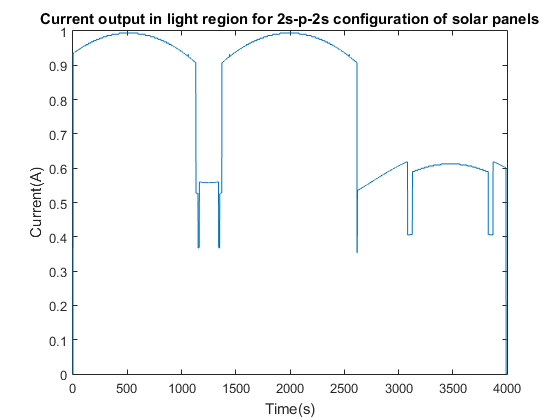 Current output in light region for 2s-p-2s configuration of solar panels
1
0.9
0.8
0.7
0.6
0.5
0.4
0.3
0.2
0.1
0
Current(A)
0 500 1000 1500 2000 2500 3000 3500 4000
Time(s)